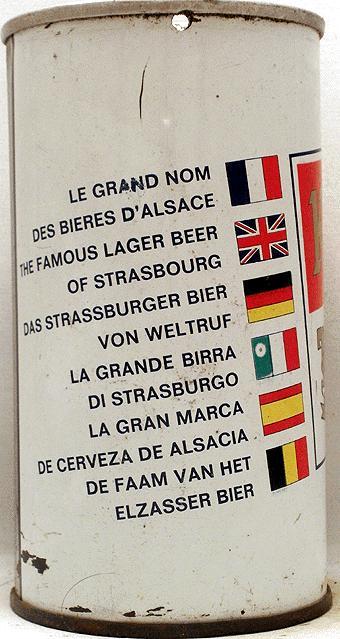 LE GRAND NOM
DES BIERES D'ALSACE
THE FAMOUS LAGER BEER
OF STRASBOURG
DAS STRASSBURGER BIER
VON WELTRUF
LA GRANDE BIRRA
DI STRASBURGO
LA GRAN MARCA
DE CERVEZA DE ALSACIA
DE FAAM VAN HET
ELZASSER BIER